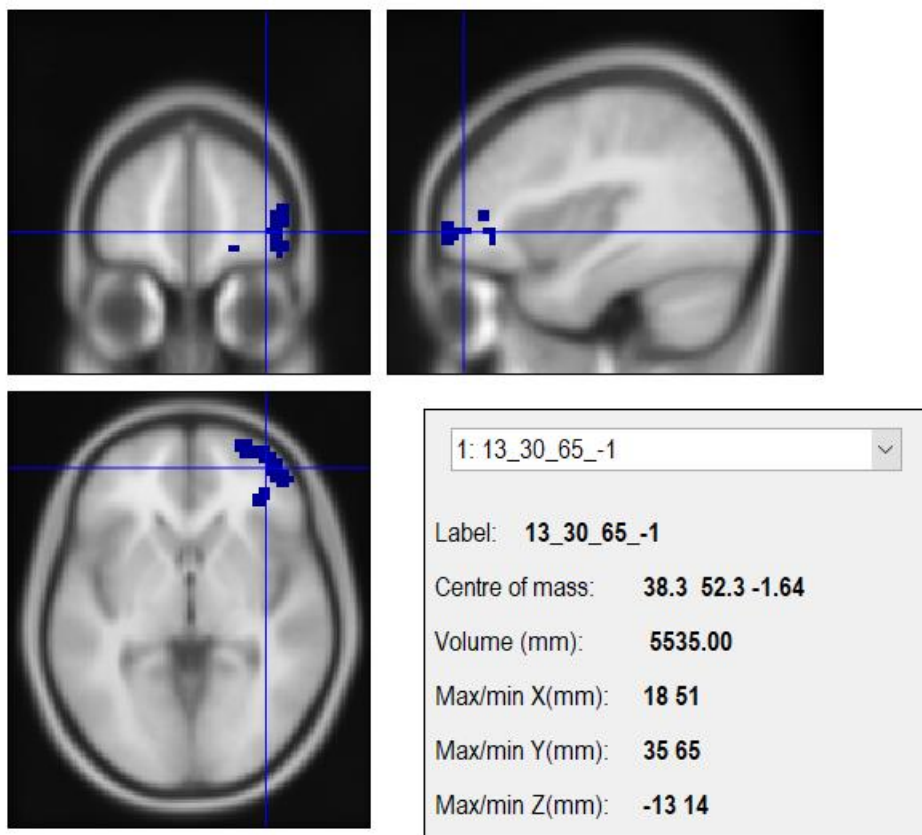 1: 13_30_65_-1
Label: 13_30_65_-1
Centre of mass: 38.3 52.3 -1.64
Volume (mm): 5535.00
Max/min X(mm): 18 51
Max/min Y(mm): 35 65
Max/min Z(mm): -13 14